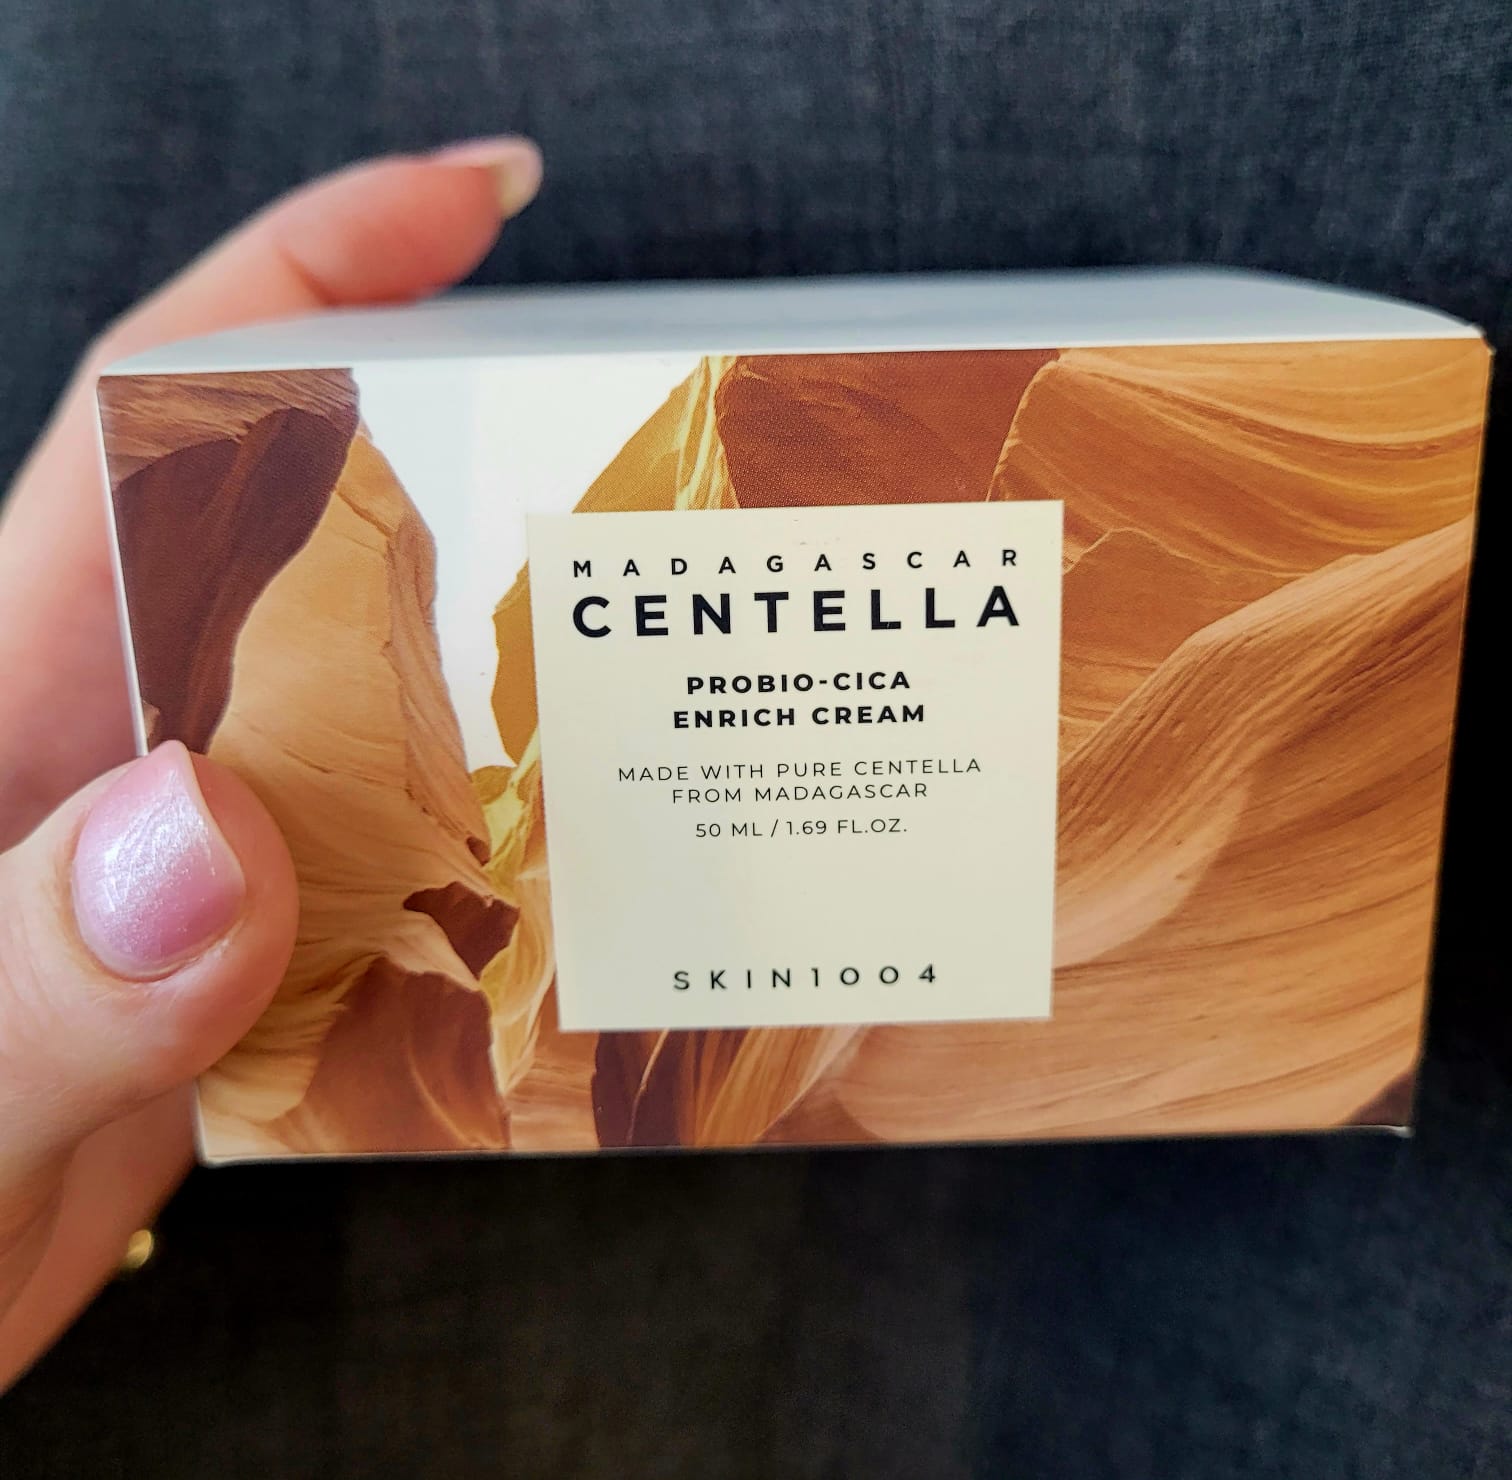 MADAGASCAR
CENTELLA
PROBIO-CICA
ENRICH CREAM
MADE WITH PURE CENTELLA
FROM MADAGASCAR
50 ML / 1.69 FL.OZ.
SKIN1004